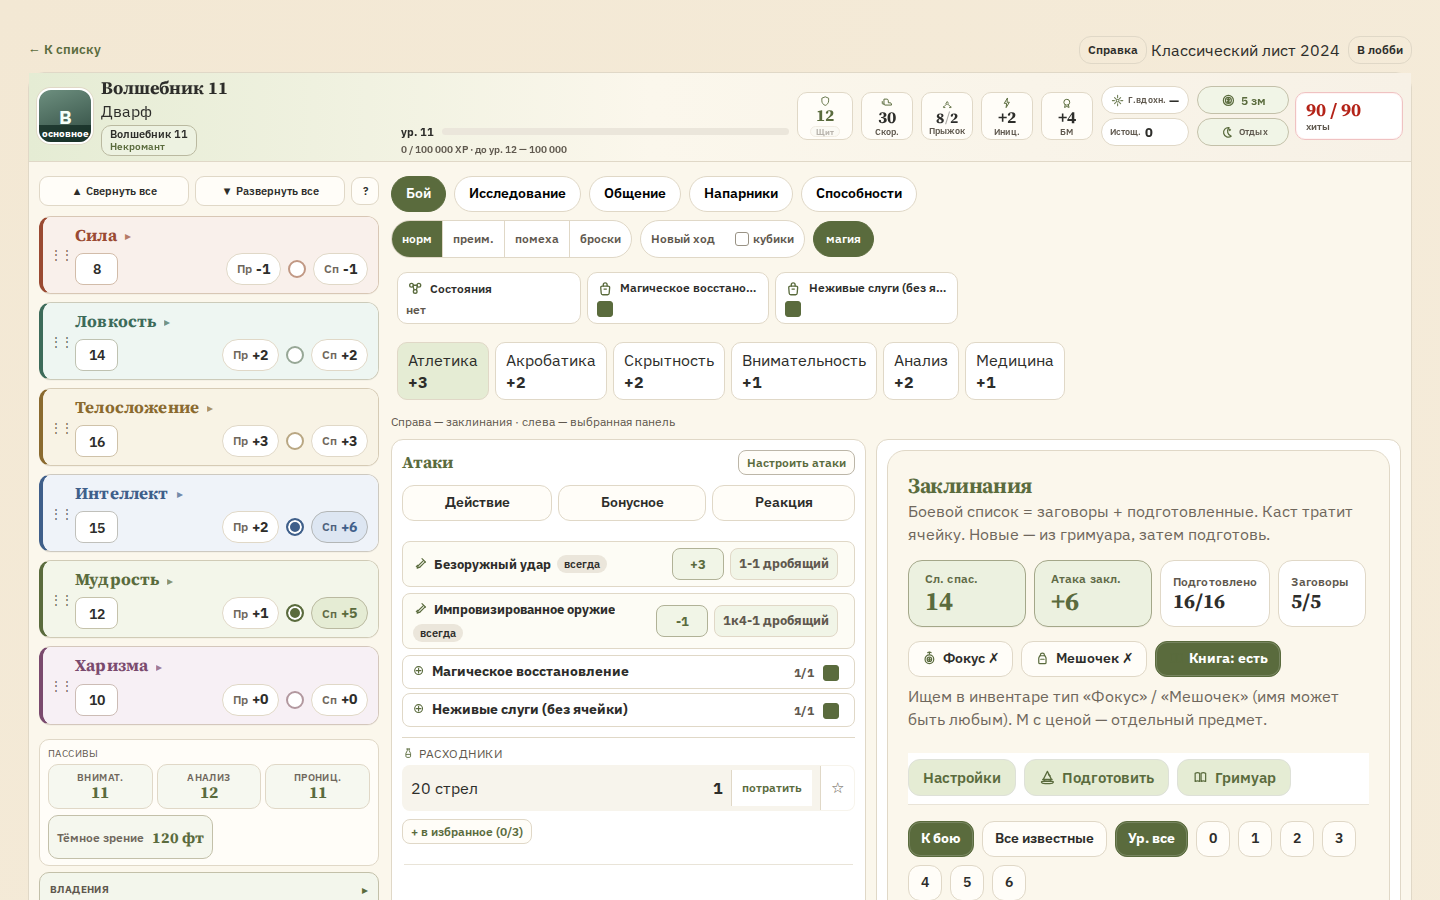 ← К списку
Справка Классический лист 2024 В лобби
В
основное
Волшебник 11
Дварф
Волшебник 11
Некромант
ур. 11
0 / 100 000 XP · до ур. 12 — 100 000
12
Щит
30
Скор.
8/2
Прыжок
+2
Иниц.
+4
БМ
Г.вдохн. —
Истощ. 0
5 зм
Отдых
90 / 90
хиты
▲ Свернуть все
▼ Развернуть все
?
Сила ▸
8
Пр -1
Сп -1
Ловкость ▸
14
Пр +2
Сп +2
Телосложение ▸
16
Пр +3
Сп +3
Интеллект ▸
15
Пр +2
Сп +6
Мудрость ▸
12
Пр +1
Сп +5
Харизма ▸
10
Пр +0
Сп +0
ПАССИВЫ
ВНИМАТ.
11
АНАЛИЗ
12
ПРОНИЦ.
11
Тёмное зрение 120 фт
ВЛАДЕНИЯ ▸
Бой
Исследование
Общение
Напарники
Способности
норм
преим.
помеха
броски
Новый ход
кубики
магия
Состояния
нет
Магическое восстано...
Неживые слуги (без я...
Атлетика
+3
Акробатика
+2
Скрытность
+2
Внимательность
+1
Анализ
+2
Медицина
+1
Справа — заклинания · слева — выбранная панель
Атаки
Настроить атаки
Действие
Бонусное
Реакция
Безоружный удар всегда
+3
1-1 дробящий
Импровизированное оружие
всегда
-1
1к4-1 дробящий
Магическое восстановление 1/1
Неживые слуги (без ячейки) 1/1
РАСХОДНИКИ
20 стрел 1 потратить ☆
+ в избранное (0/3)
Заклинания
Боевой список = заговоры + подготовленные. Каст тратит
ячейку. Новые — из гримуара, затем подготовь.
Сл. спас.
14
Атака закл.
+6
Подготовлено
16/16
Заговоры
5/5
Фокус ✗
Мешочек ✗
Книга: есть
Ищем в инвентаре тип «Фокус» / «Мешочек» (имя может
быть любым). М с ценой — отдельный предмет.
Настройки
Подготовить
Гримуар
К бою
Все известные
Ур. все
0
1
2
3
4
5
6